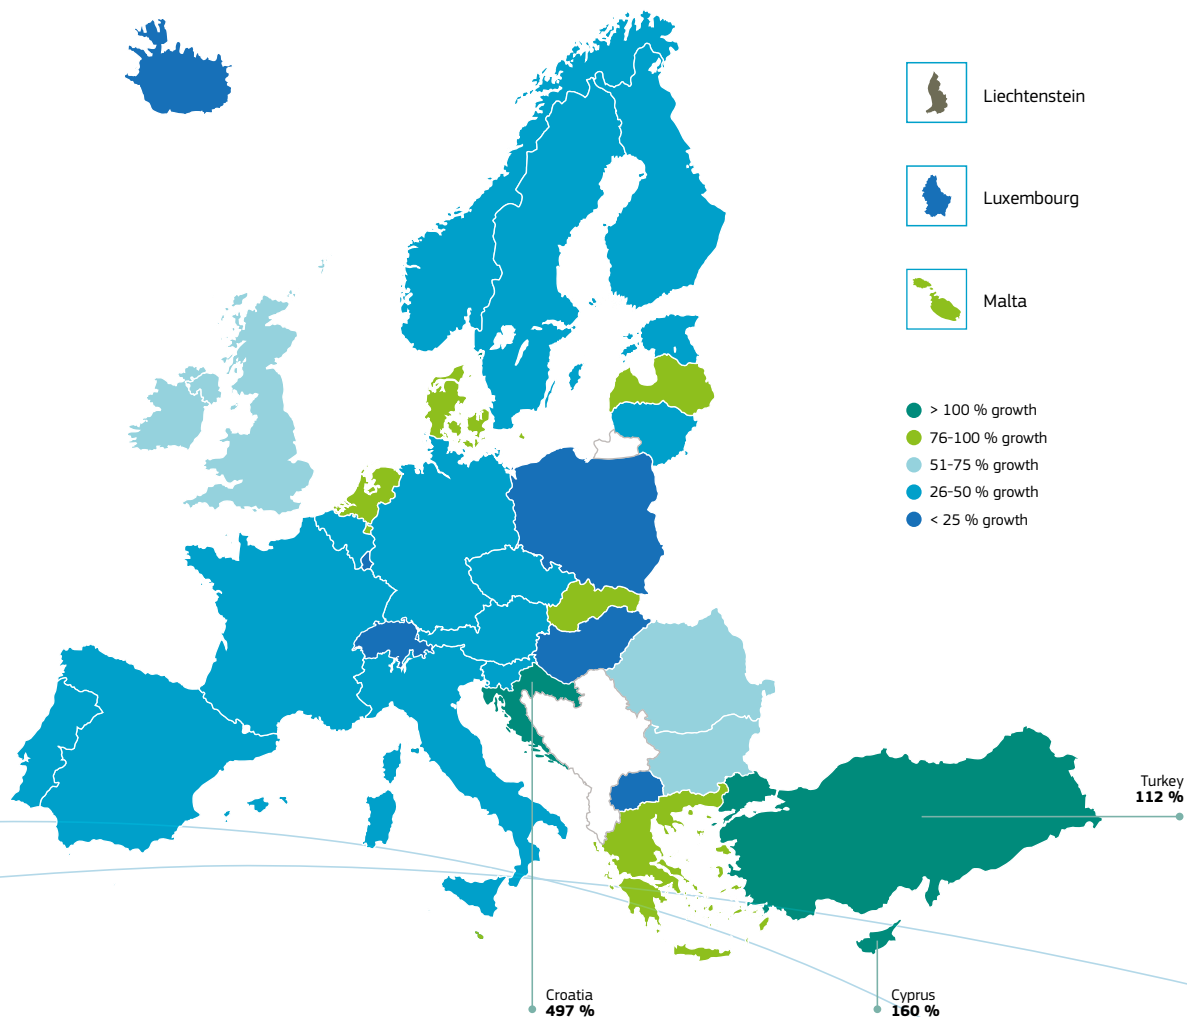 Liechtenstein
Luxembourg
Malta
> 100 % growth
76-100 % growth
51-75 % growth
26-50 % growth
< 25 % growth
Turkey
112 %
Croatia
497 %
Cyprus
160 %